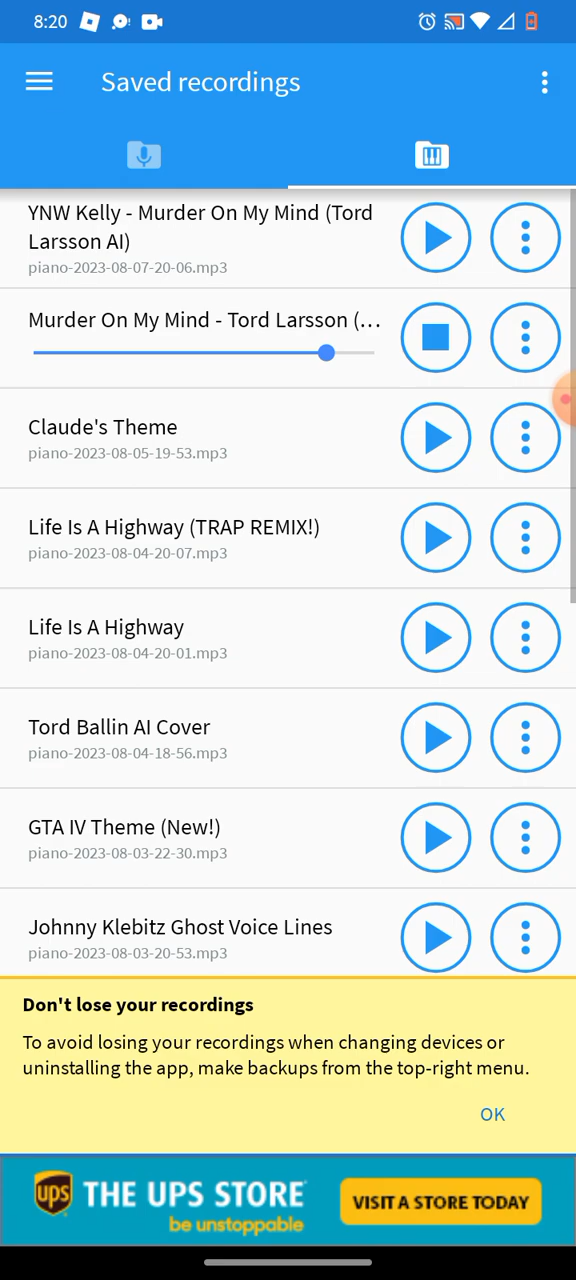 8:20
Saved recordings
YNW Kelly - Murder On My Mind (Tord
Larsson AI)
piano-2023-08-07-20-06.mp3
Murder On My Mind - Tord Larsson (...
Claude's Theme
piano-2023-08-05-19-53.mp3
Life Is A Highway (TRAP REMIX!)
piano-2023-08-04-20-07.mp3
Life Is A Highway
piano-2023-08-04-20-01.mp3
Tord Ballin AI Cover
piano-2023-08-04-18-56.mp3
GTA IV Theme (New!)
piano-2023-08-03-22-30.mp3
Johnny Klebitz Ghost Voice Lines
piano-2023-08-03-20-53.mp3
Don't lose your recordings
To avoid losing your recordings when changing devices or
uninstalling the app, make backups from the top-right menu.
OK
ups THE UPS STORE
be unstoppable
VISIT A STORE TODAY